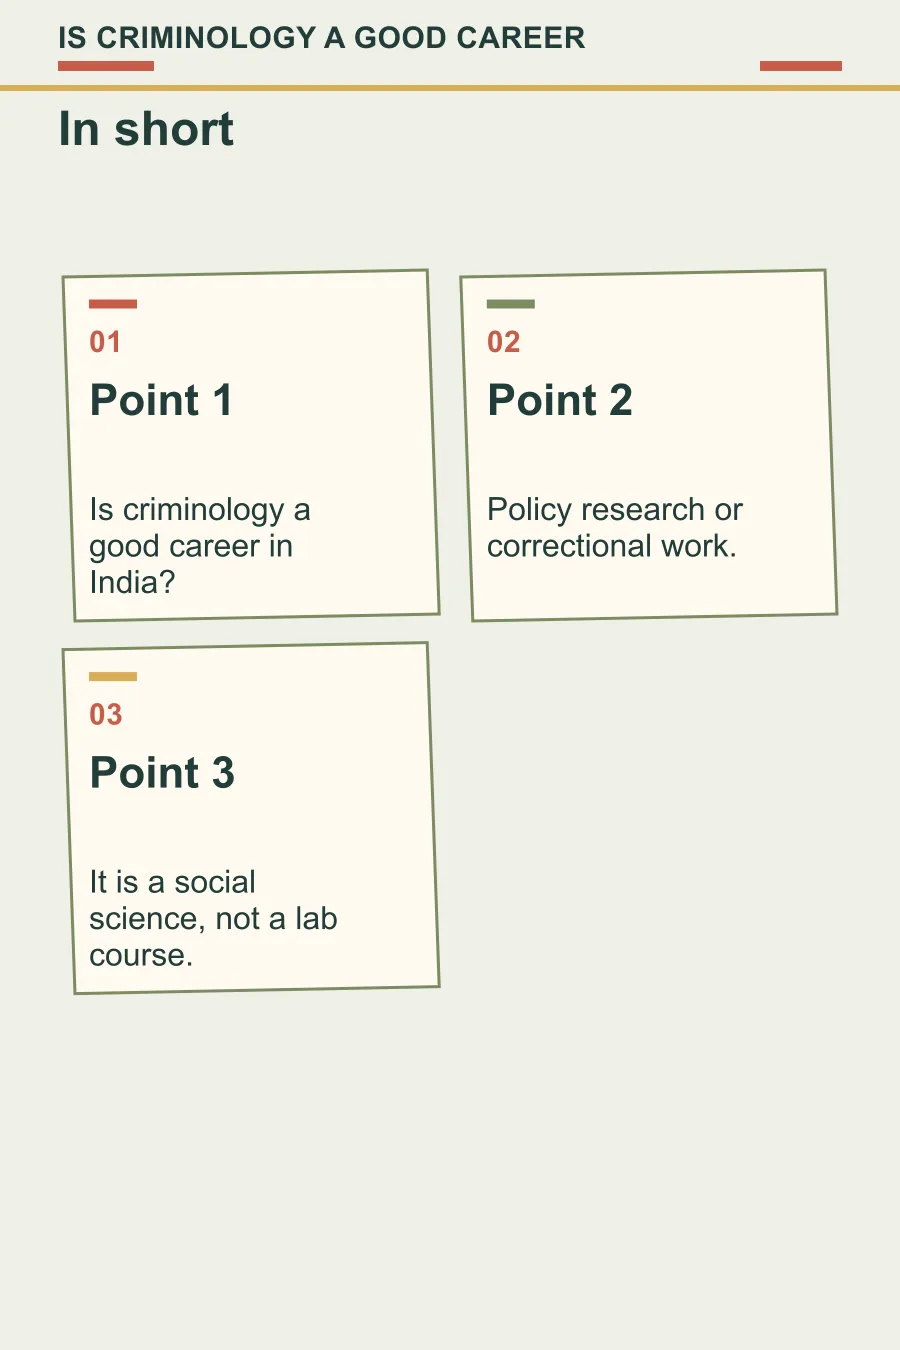 IS CRIMINOLOGY A GOOD CAREER
In short
01
Point 1
Is criminology a
good career in
India?
02
Point 2
Policy research or
correctional work.
03
Point 3
It is a social
science, not a lab
course.